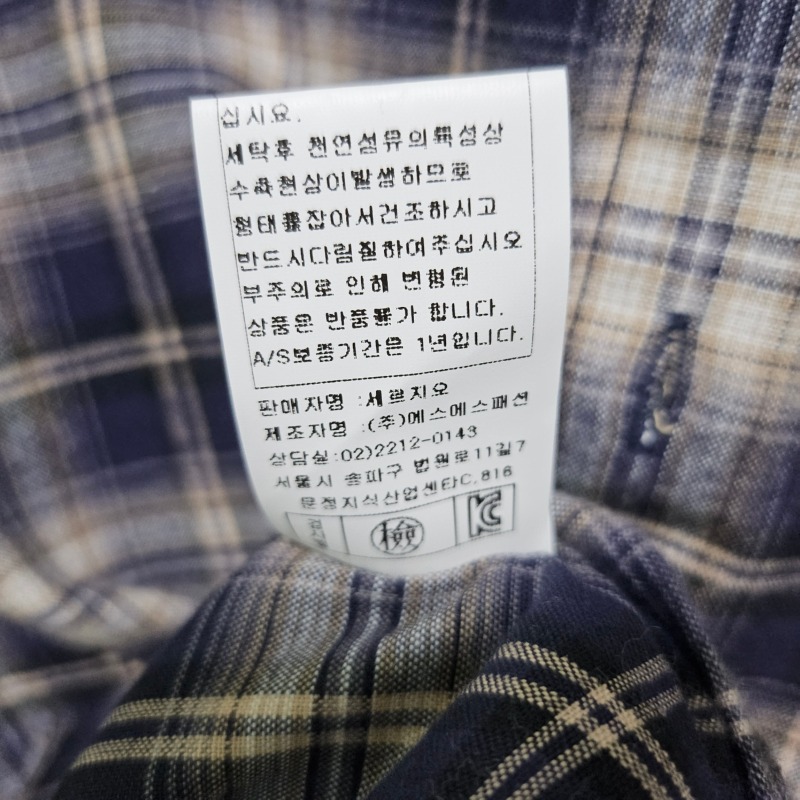 십시요.
세탁후 천연섬유의특성상
수축현상이발생하므로
형태를잡아서건조하시고
반드시다림질하여주십시오
부주의로 인해 변형된
상품은 반품불가 합니다.
A/S보증기간은 1년입니다.
판매자명 :세르지오
제조자명 :(주)에스에스패션
상담실:02)2212-0143
서울시 송파구 법원로11길7
문정지식산업센타C.816
檢